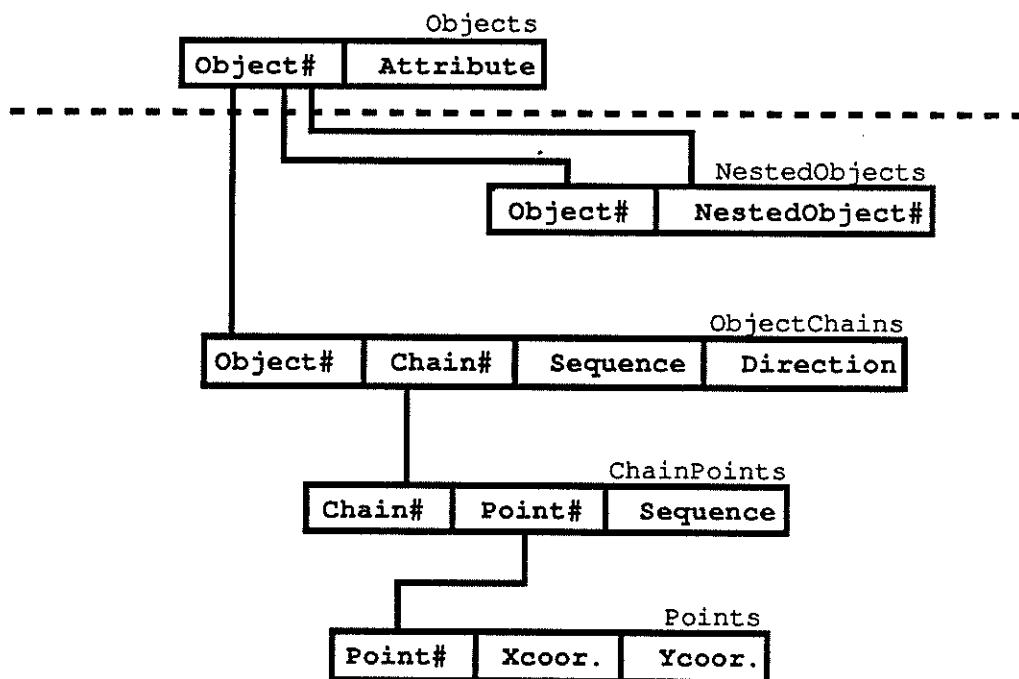 Objects
Object# Attribute
NestedObjects
Object# NestedObject#
ObjectChains
Object# Chain# Sequence Direction
ChainPoints
Chain# Point# Sequence
Points
Point# Xcoor. Ycoor.